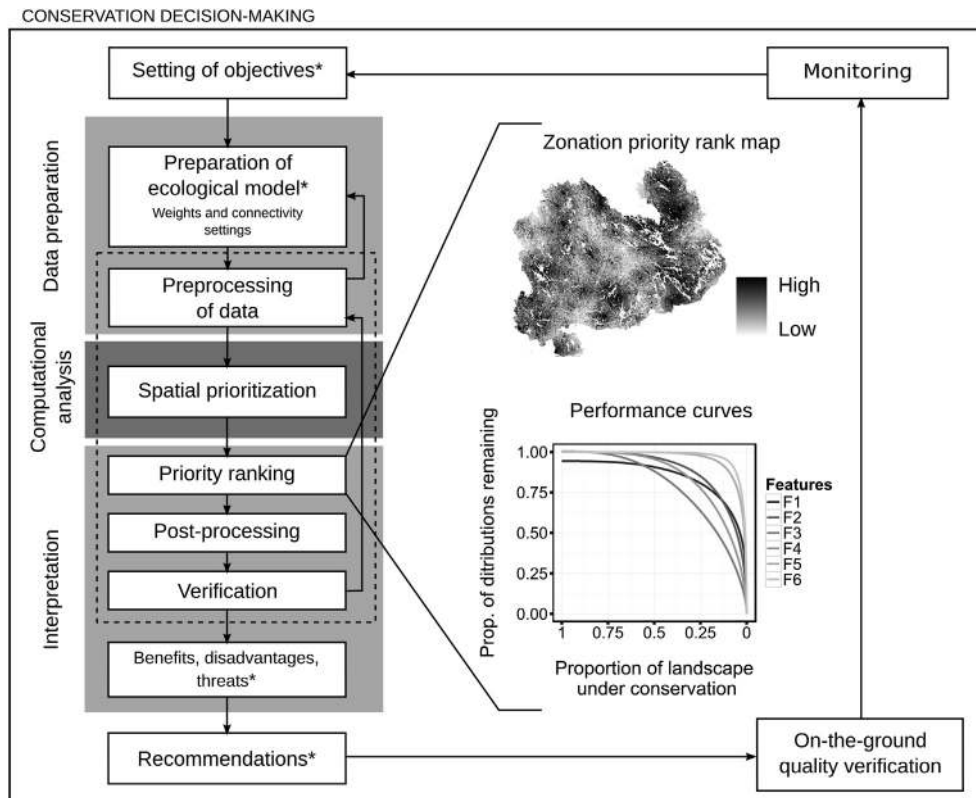 CONSERVATION DECISION-MAKING
Setting of objectives*
Monitoring
Data preparation
Preparation of
ecological model*
Weights and connectivity
settings
Preprocessing
of data
Computational
analysis
Spatial prioritization
Interpretation
Priority ranking
Post-processing
Verification
Benefits, disadvantages,
threats*
Recommendations*
Zonation priority rank map
High
Low
Performance curves
Prop. of ditributions remaining
1.00
0.75
0.50
0.25
0.00
1
0.75
0.5
0.25
0
Proportion of landscape
under conservation
Features
F1
F2
F3
F4
F5
F6
On-the-ground
quality verification